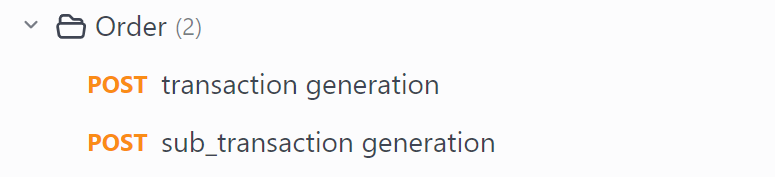 Order (2)
POST transaction generation
POST sub_transaction generation